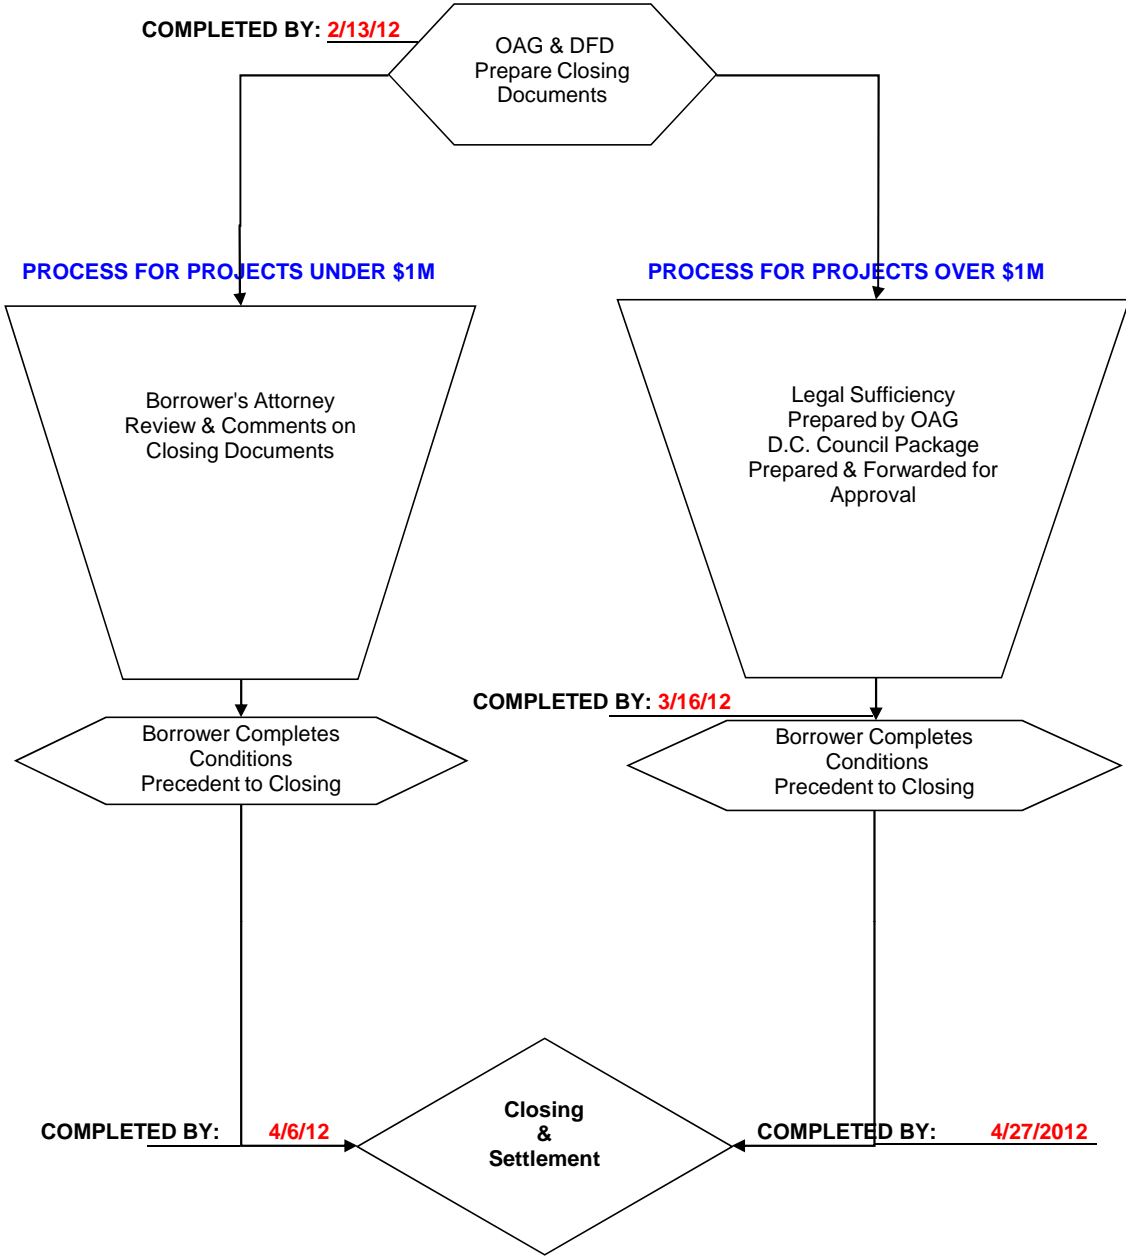 COMPLETED BY: 2/13/12
OAG & DFD
Prepare Closing
Documents
PROCESS FOR PROJECTS UNDER $1M
PROCESS FOR PROJECTS OVER $1M
Borrower's Attorney
Review & Comments on
Closing Documents
Legal Sufficiency
Prepared by OAG
D.C. Council Package
Prepared & Forwarded for
Approval
COMPLETED BY: 3/16/12
Borrower Completes
Conditions
Precedent to Closing
Borrower Completes
Conditions
Precedent to Closing
Closing
&
Settlement
COMPLETED BY: 4/6/12
COMPLETED BY: 4/27/2012